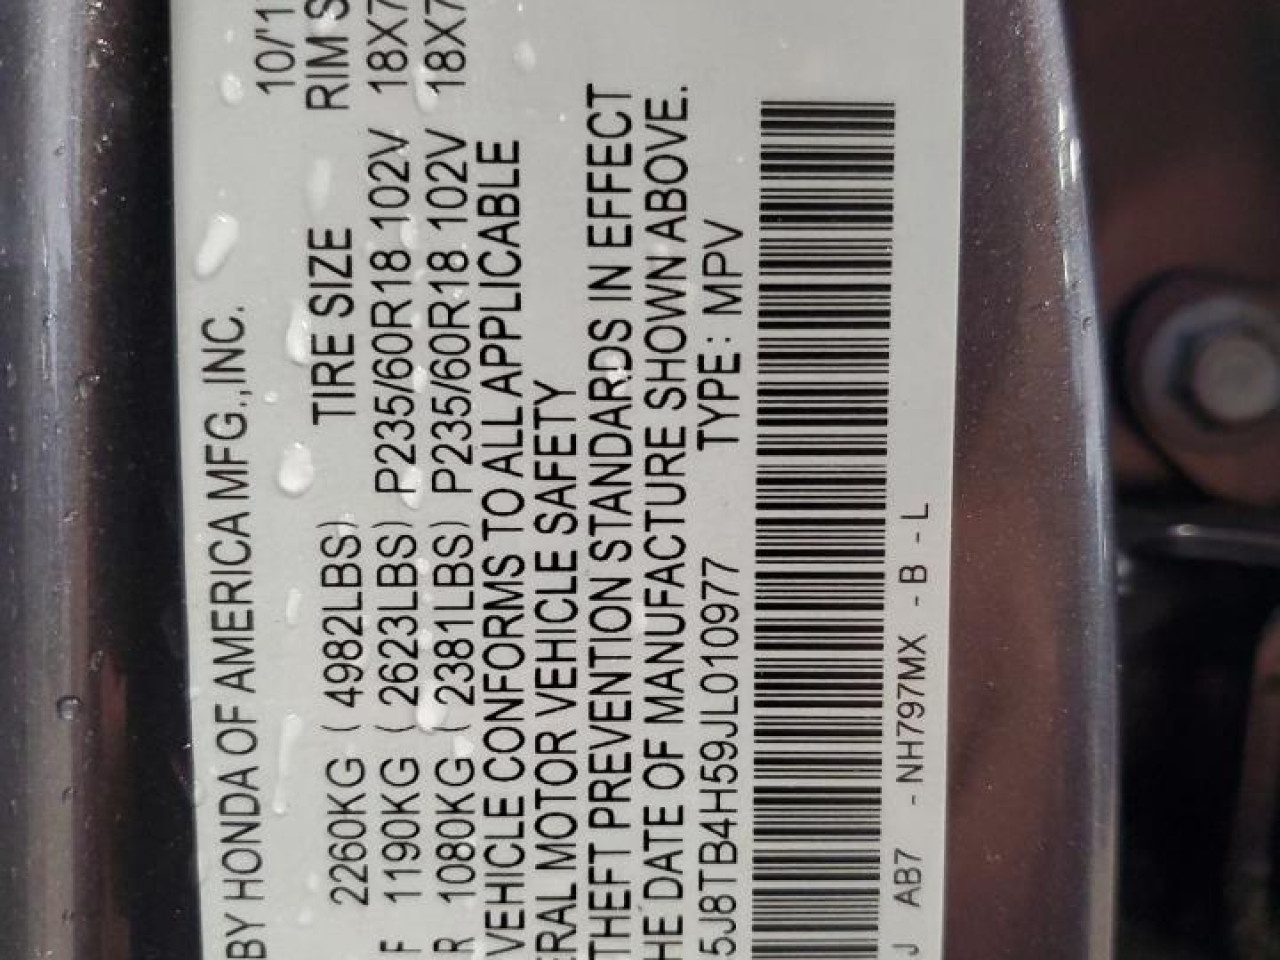 BY HONDA OF AMERICA MFG.,INC. 10/'1
2260KG ( 4982LBS) TIRE SIZE RIM S
F 1190KG ( 2623LBS) P235/60R18 102V 18X7
R 1080KG ( 2381LBS) P235/60R18 102V 18X7
VEHICLE CONFORMS TO ALL APPLICABLE
ERAL MOTOR VEHICLE SAFETY
THEFT PREVENTION STANDARDS IN EFFECT
HE DATE OF MANUFACTURE SHOWN ABOVE.
5J8TB4H59JL010977 TYPE: MPV
J AB7 - NH797MX - B - L